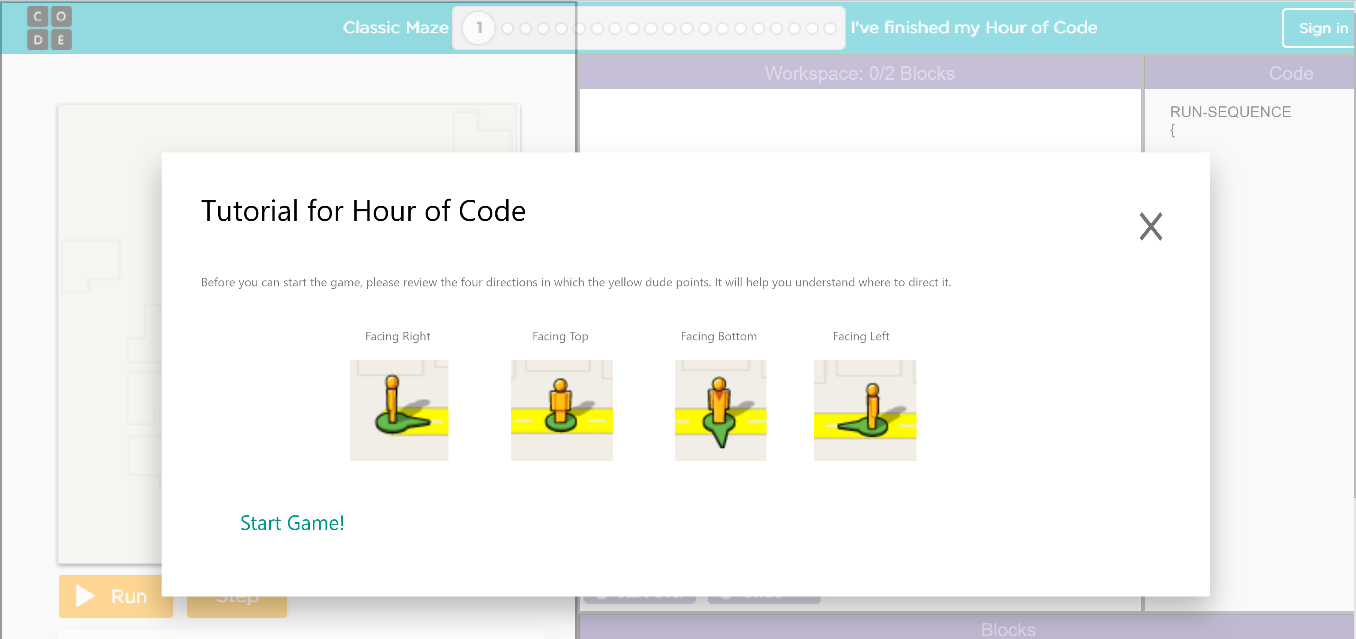 C O
D E
Classic Maze 1 I've finished my Hour of Code Sign in
Workspace: 0/2 Blocks
Code
RUN-SEQUENCE
{
Tutorial for Hour of Code
X
Before you can start the game, please review the four directions in which the yellow dude points. It will help you understand where to direct it.
Facing Right Facing Top Facing Bottom Facing Left
Start Game!
Run Step
Blocks